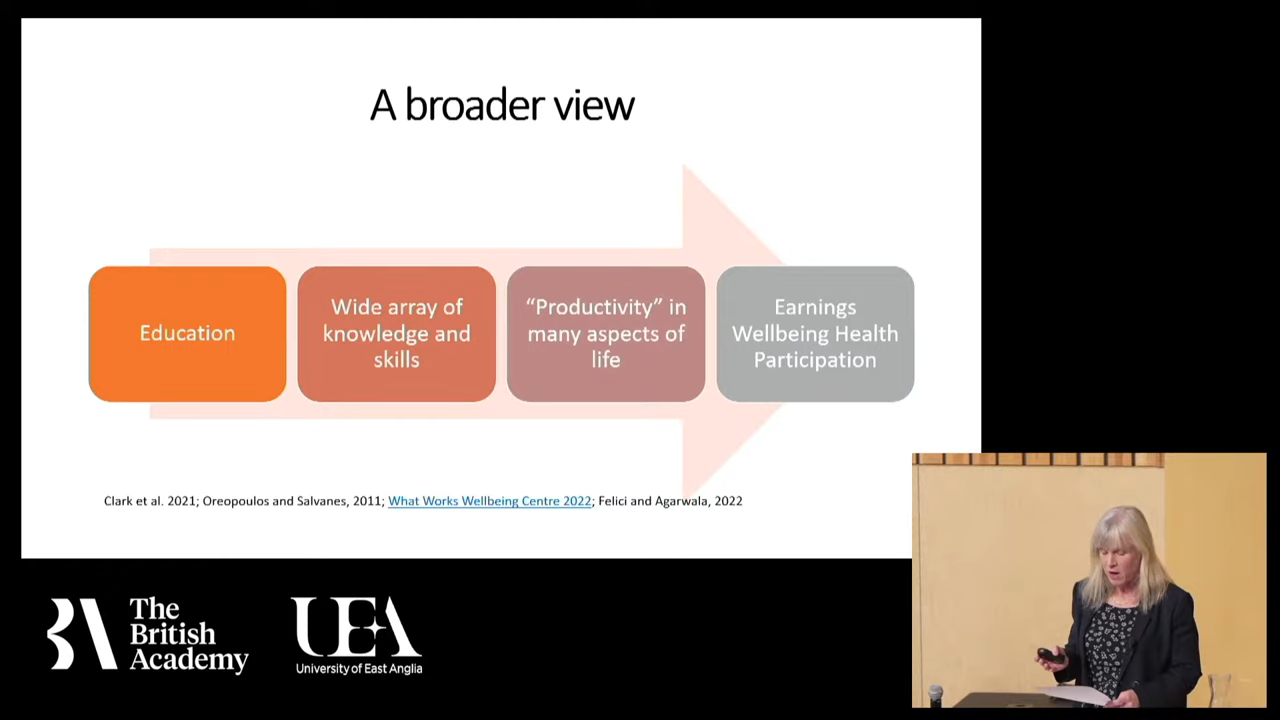 A broader view
Education
Wide array of
knowledge and
skills
“Productivity” in
many aspects of
life
Earnings
Wellbeing Health
Participation
Clark et al. 2021; Oreopoulos and Salvanes, 2011; What Works Wellbeing Centre 2022; Felici and Agarwala, 2022
The
British
Academy
UEA
University of East Anglia